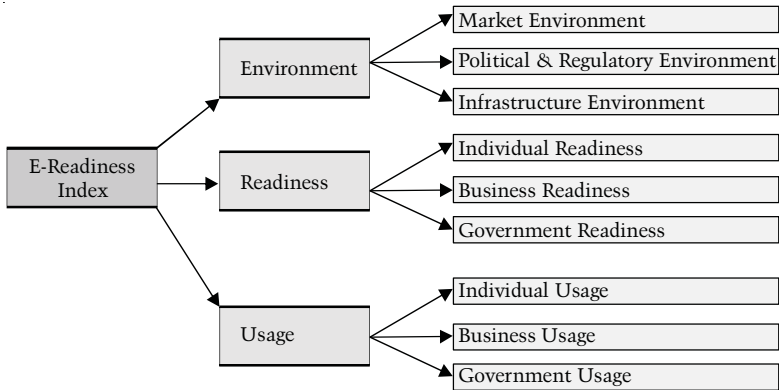 E-Readiness
Index
Environment
Readiness
Usage
Market Environment
Political & Regulatory Environment
Infrastructure Environment
Individual Readiness
Business Readiness
Government Readiness
Individual Usage
Business Usage
Government Usage